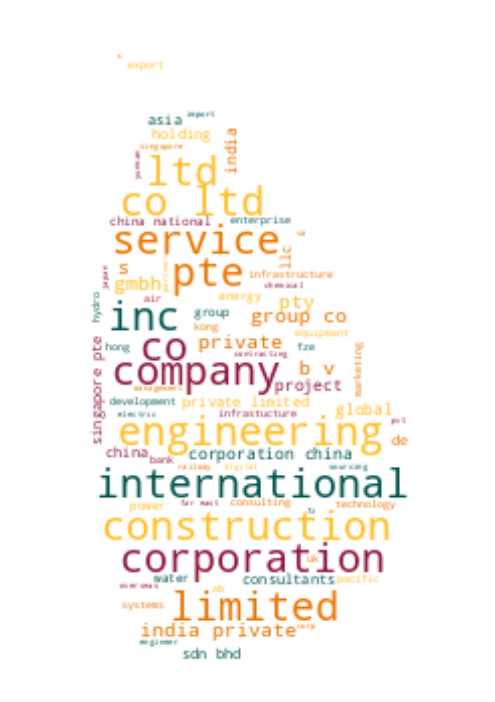 export
asia import
holding
singapore india
ltd
co ltd
china national enterprise
service
llc
s pte
japan gmbh infrastructure
chemical
air energy pty
hydro inc group group co
kong
equipment
hong co private fze
contracting
singapore pte company b v marketing
management project
development private limited
electric infrastucture global
engineering pvt
de
china corporation china
bank
railway digital sourcing
international
power far east consulting technology
construction
corporation
uk
water consultants pacific
overseas ab
systems limited
india private corp
engineer
sdn bhd